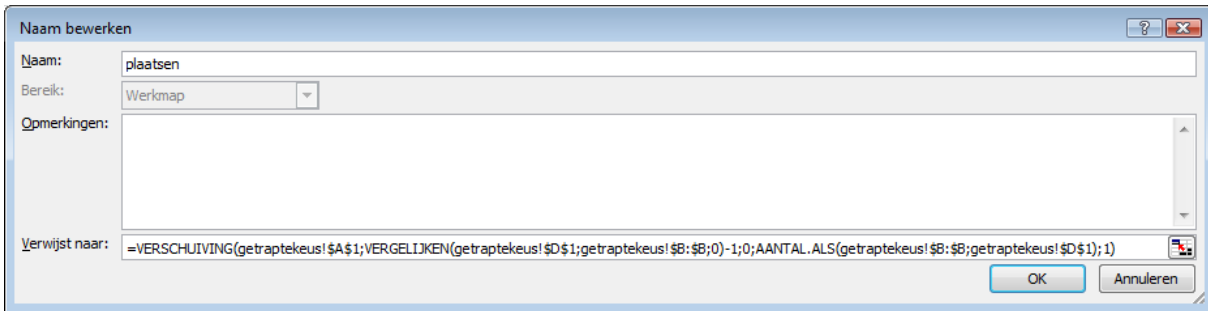 Naam bewerken
Naam: plaatsen
Bereik: Werkmap
Opmerkingen:
Verwijst naar: =VERSCHUIVING(getraptekeus!$A$1;VERGELIJKEN(getraptekeus!$D$1;getraptekeus!$B:$B;0)-1;0;AANTAL.ALS(getraptekeus!$B:$B;getraptekeus!$D$1);1)
OK Annuleren